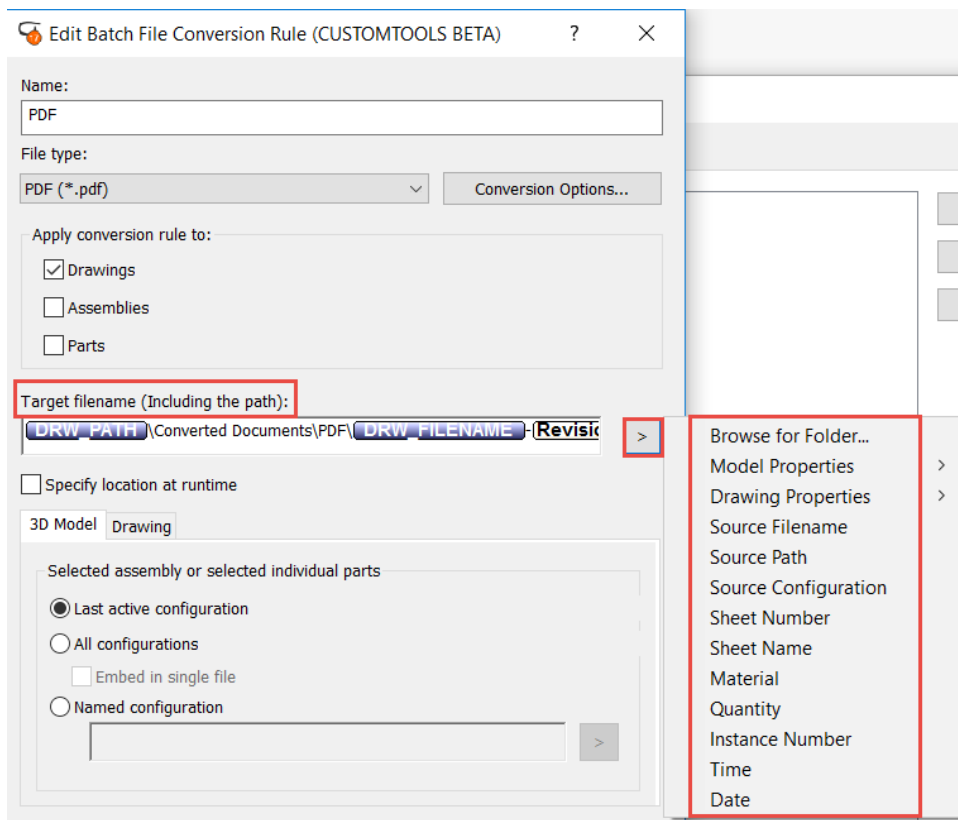 Edit Batch File Conversion Rule (CUSTOMTOOLS BETA) ?
Name:
PDF
File type:
PDF (*.pdf)
Conversion Options...
Apply conversion rule to:
Drawings
Assemblies
Parts
Target filename (Including the path):
DRW_PATH \Converted Documents\PDF\ DRW_FILENAME -(
>
Specify location at runtime
3D Model
Drawing
Selected assembly or selected individual parts
Last active configuration
All configurations
Embed in single file
Named configuration
>
Browse for Folder...
Model Properties >
Drawing Properties >
Source Filename
Source Path
Source Configuration
Sheet Number
Sheet Name
Material
Quantity
Instance Number
Time
Date